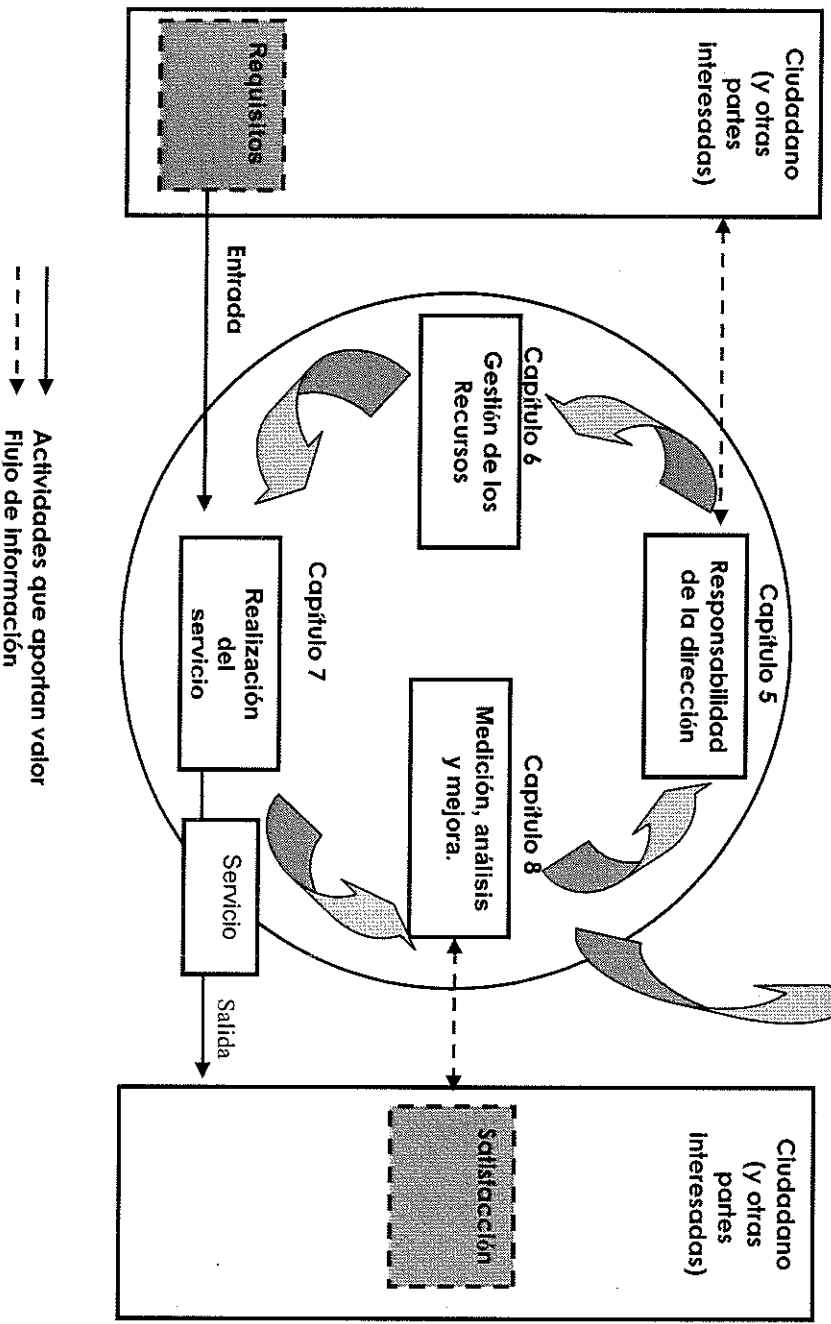 Ciudadano
(y otras
partes
interesadas)
Requisitos
Entrada
Capítulo 5
Responsabilidad
de la dirección
Capítulo 6
Gestión de los
Recursos
Capítulo 8
Medición, análisis
y mejora.
Capítulo 7
Realización
del
servicio
Servicio
Salida
Ciudadano
(y otras
partes
interesadas)
Satisfacción
Actividades que aportan valor
Flujo de información